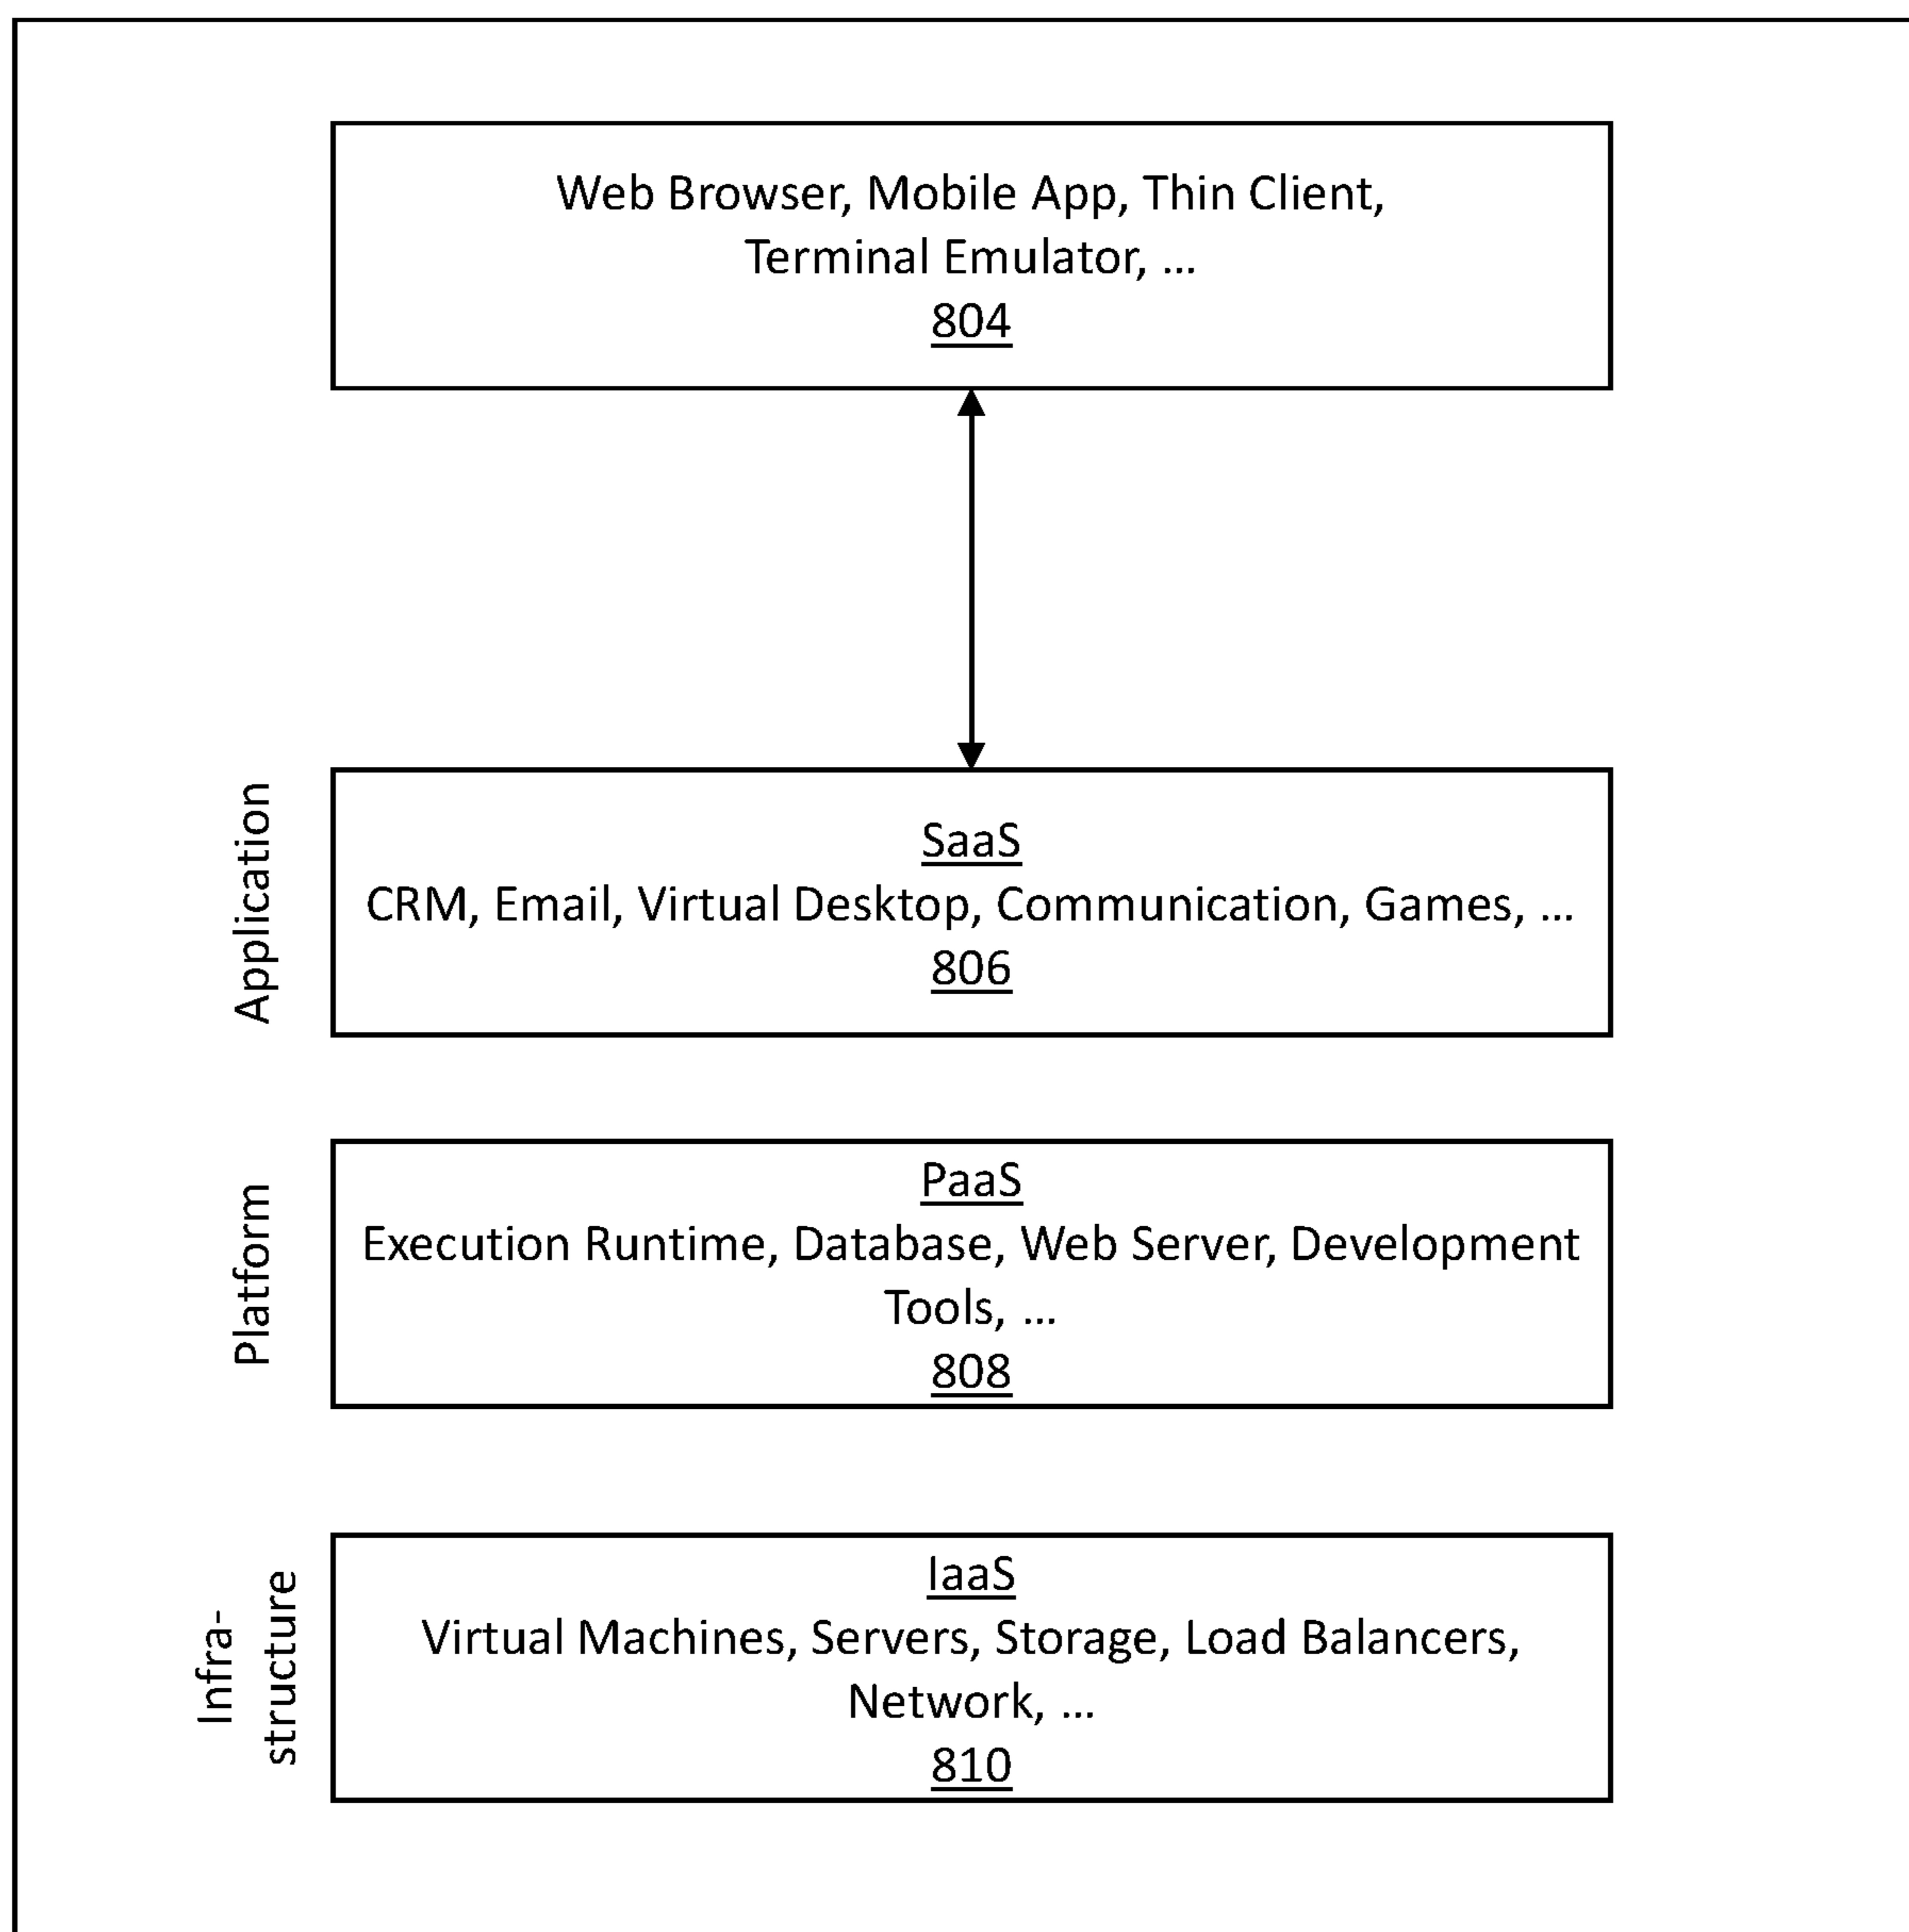 Web Browser, Mobile App, Thin Client,
Terminal Emulator, ...
804
Application
SaaS
CRM, Email, Virtual Desktop, Communication, Games, ...
806
Platform
PaaS
Execution Runtime, Database, Web Server, Development
Tools, ...
808
Infra-
structure
IaaS
Virtual Machines, Servers, Storage, Load Balancers,
Network, ...
810